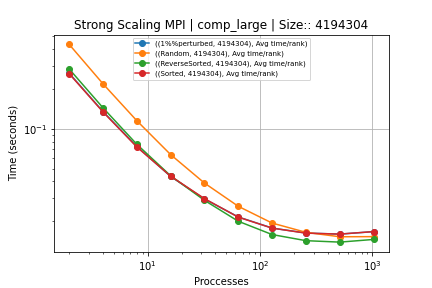 Strong Scaling MPI | comp_large | Size:: 4194304
((1%%perturbed, 4194304), Avg time/rank)
((Random, 4194304), Avg time/rank)
((ReverseSorted, 4194304), Avg time/rank)
((Sorted, 4194304), Avg time/rank)
Time (seconds)
10⁻¹
10¹ 10² 10³
Proccesses